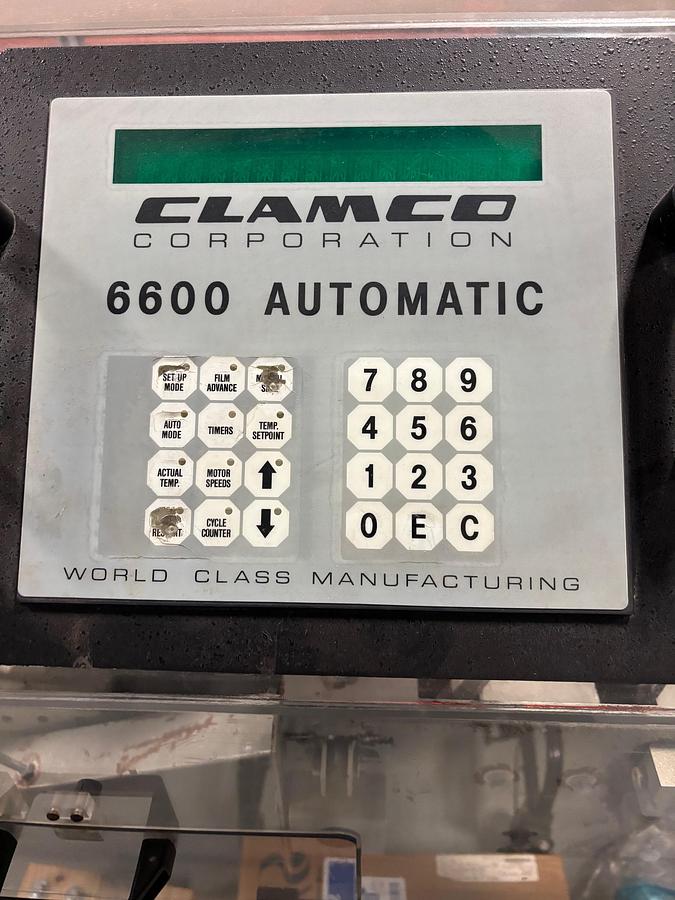 CLAMCO
CORPORATION
6600 AUTOMATIC
SET UP MODE
FILM ADVANCE
AUTO MODE
TIMERS
TEMP. SETPOINT
ACTUAL TEMP.
MOTOR SPEEDS
CYCLE COUNTER
7 8 9
4 5 6
1 2 3
0 E C
WORLD CLASS MANUFACTURING